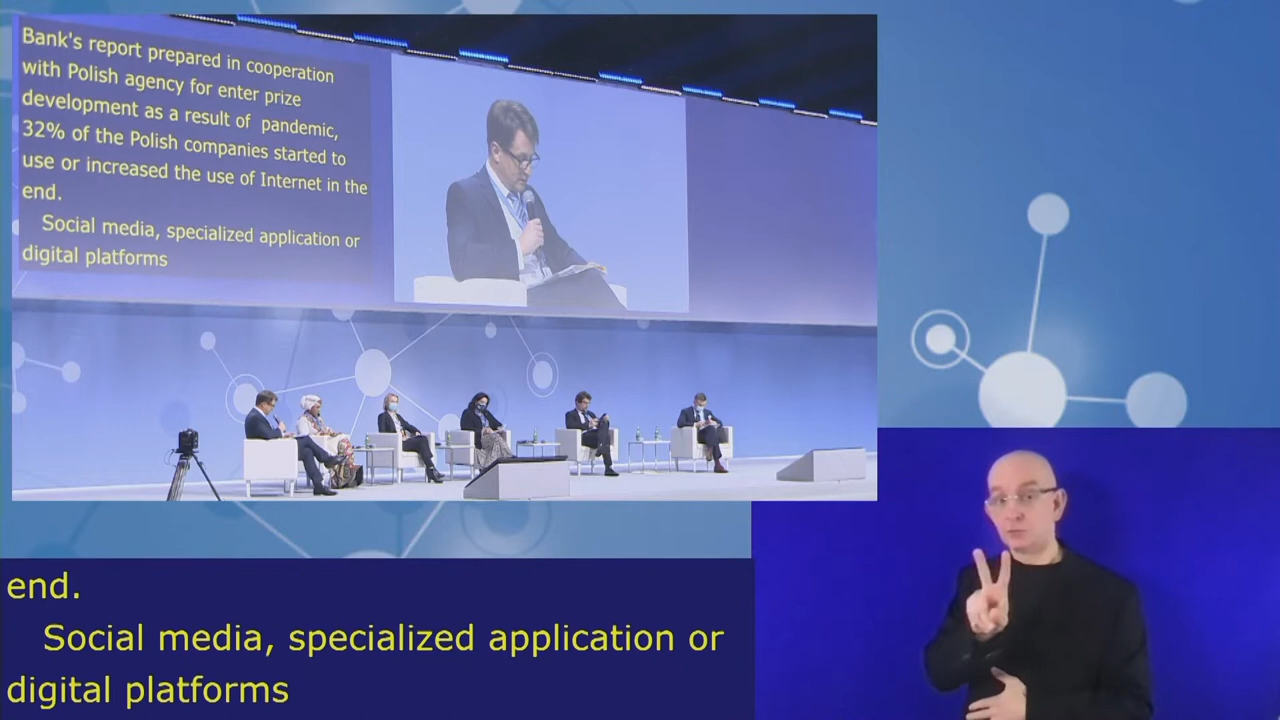 Bank's report prepared in cooperation
with Polish agency for enter prize
development as a result of  pandemic,
32% of the Polish companies started to
use or increased the use of Internet in the
end.
Social media, specialized application or
digital platforms
end.
Social media, specialized application or
digital platforms